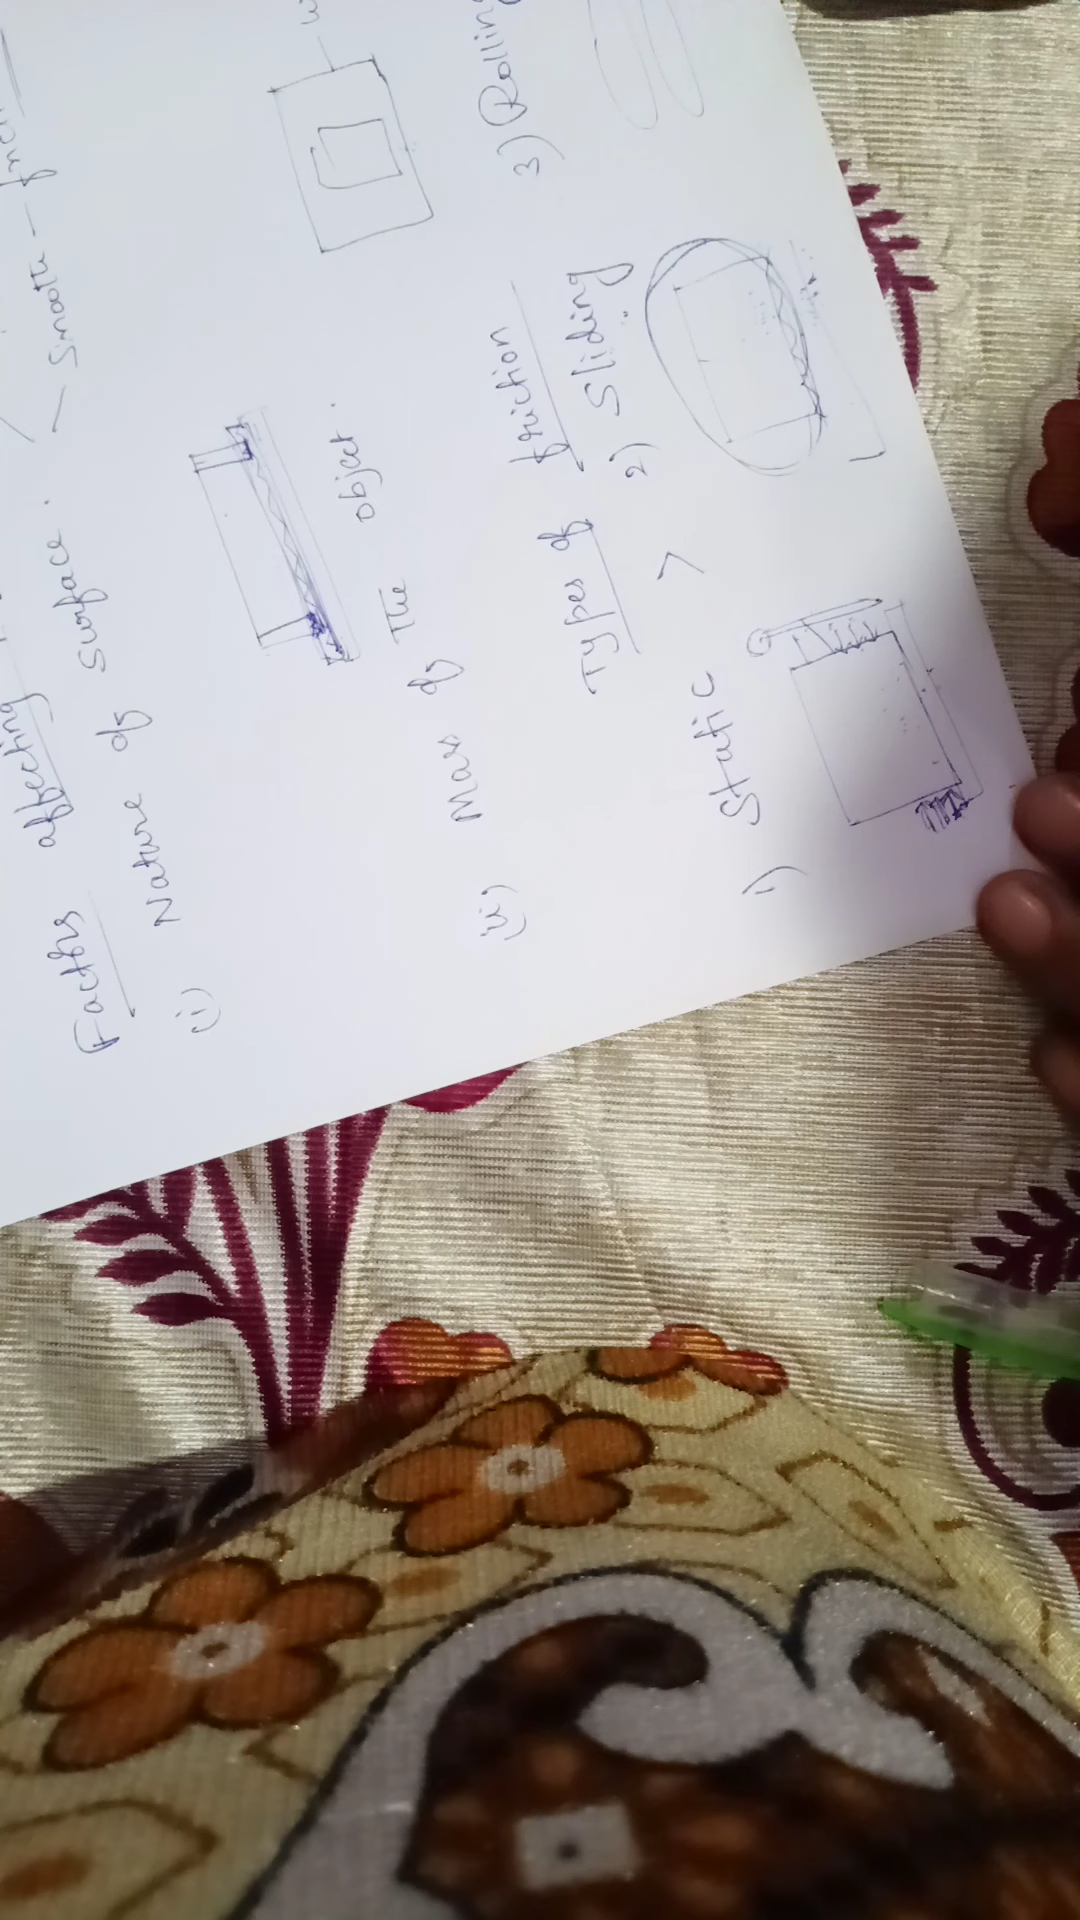 Factors affecting
(i) Nature of surface. — Smooth —
(ii) Mass of The object.
Types of friction
1) Static > 2) Sliding 3) Rolling